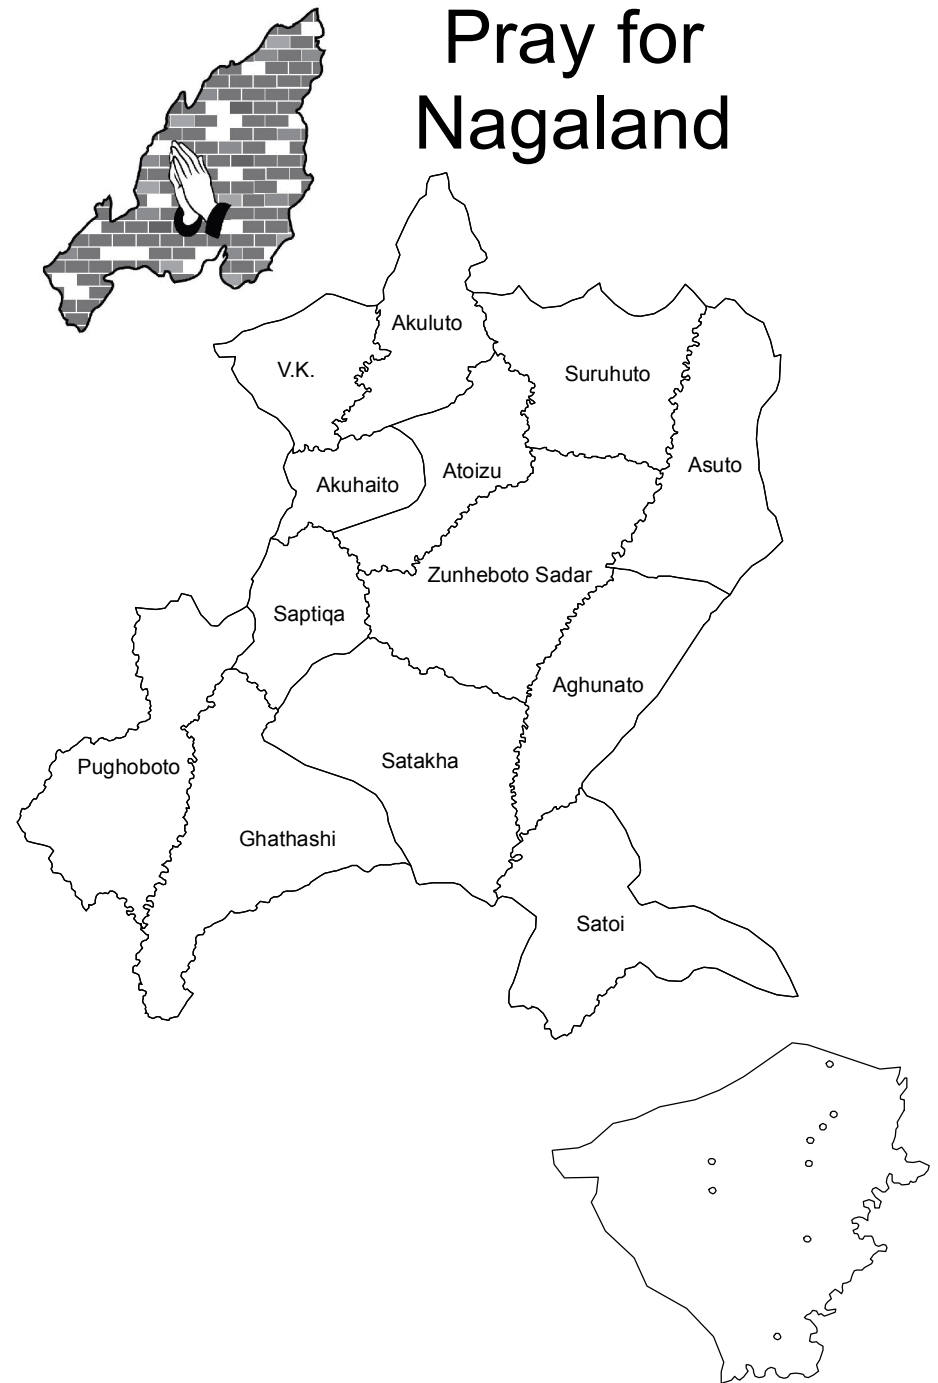 Pray for
Nagaland
Akuluto
V.K.
Suruhuto
Asuto
Atoizu
Akuhaito
Zunheboto Sadar
Saptiqa
Aghunato
Satakha
Pughoboto
Ghathashi
Satoi